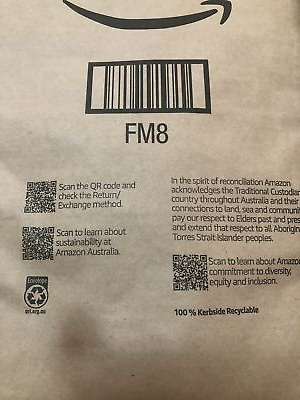 FM8
Scan the QR code and
check the Return/
Exchange method.
Scan to learn about
sustainability at
Amazon Australia.
Envelope
arl.org.au
In the spirit of reconciliation Amazon
acknowledges the Traditional Custodian
country throughout Australia and their
connections to land, sea and communi
pay our respect to Elders past and pres
and extend that respect to all Aborigin
Torres Strait Islander peoples.
Scan to learn about Amazo
commitment to diversity,
equity and inclusion.
100% Kerbside Recyclable